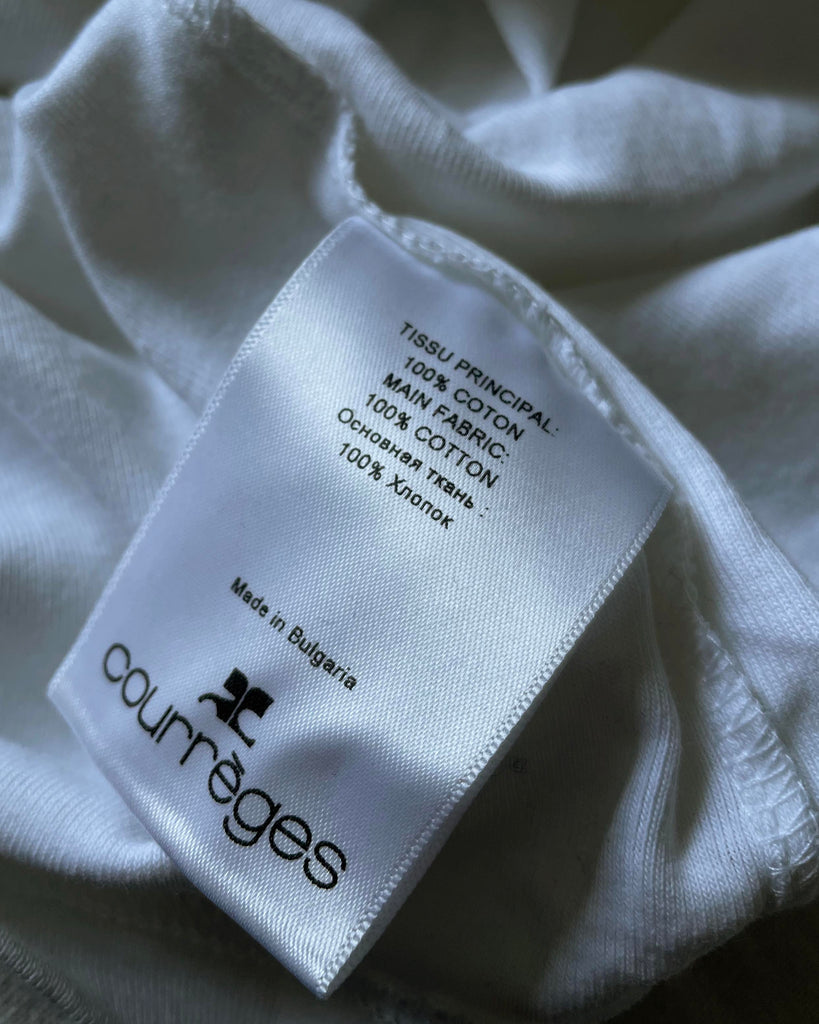 TISSU PRINCIPAL:
100% COTON
MAIN FABRIC:
100% COTTON
Основная ткань :
100% Хлопок
Made in Bulgaria
courrèges